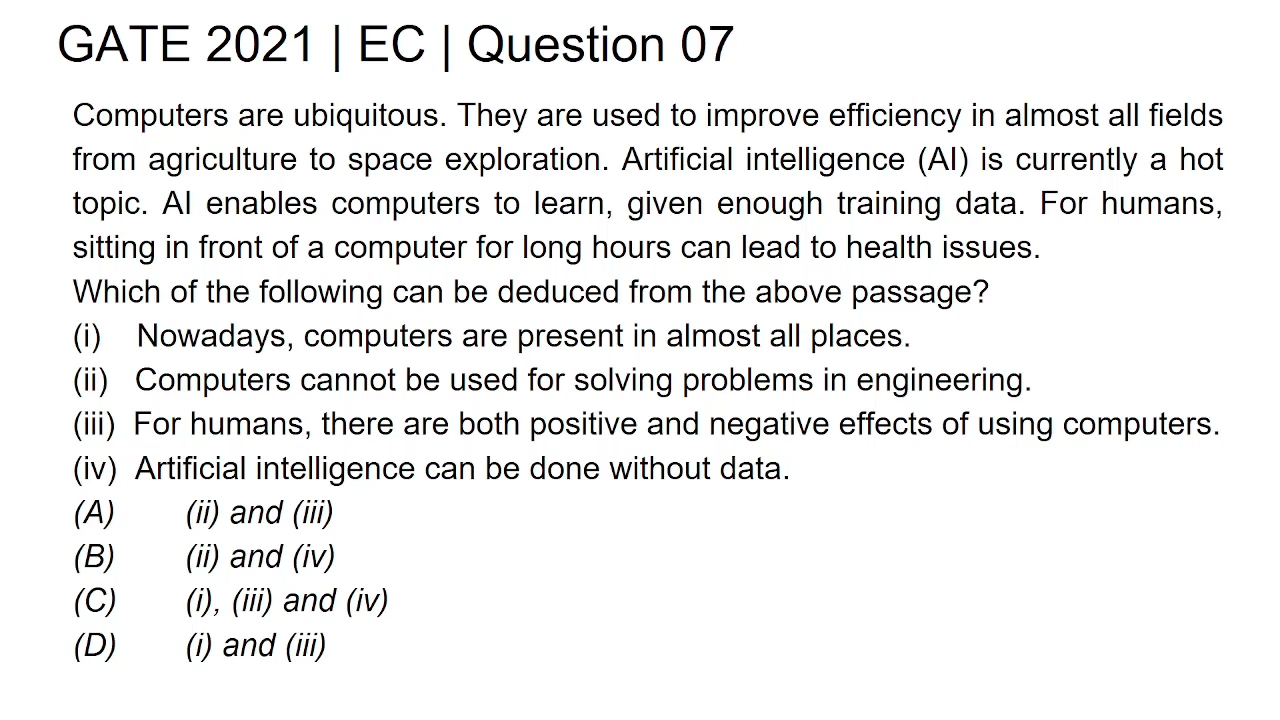 GATE 2021 | EC | Question 07
Computers are ubiquitous. They are used to improve efficiency in almost all fields
from agriculture to space exploration. Artificial intelligence (AI) is currently a hot
topic. AI enables computers to learn, given enough training data. For humans,
sitting in front of a computer for long hours can lead to health issues.
Which of the following can be deduced from the above passage?
(i) Nowadays, computers are present in almost all places.
(ii) Computers cannot be used for solving problems in engineering.
(iii) For humans, there are both positive and negative effects of using computers.
(iv) Artificial intelligence can be done without data.
(A) (ii) and (iii)
(B) (ii) and (iv)
(C) (i), (iii) and (iv)
(D) (i) and (iii)